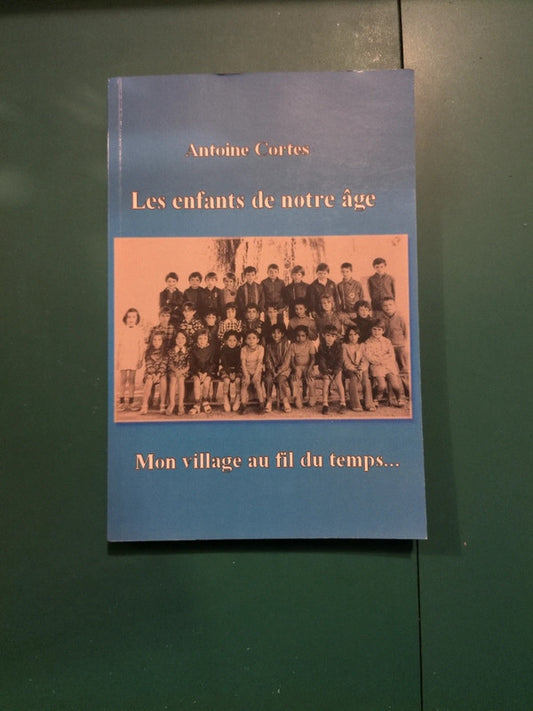 Antoine Cortes
Les enfants de notre âge
Mon village au fil du temps...